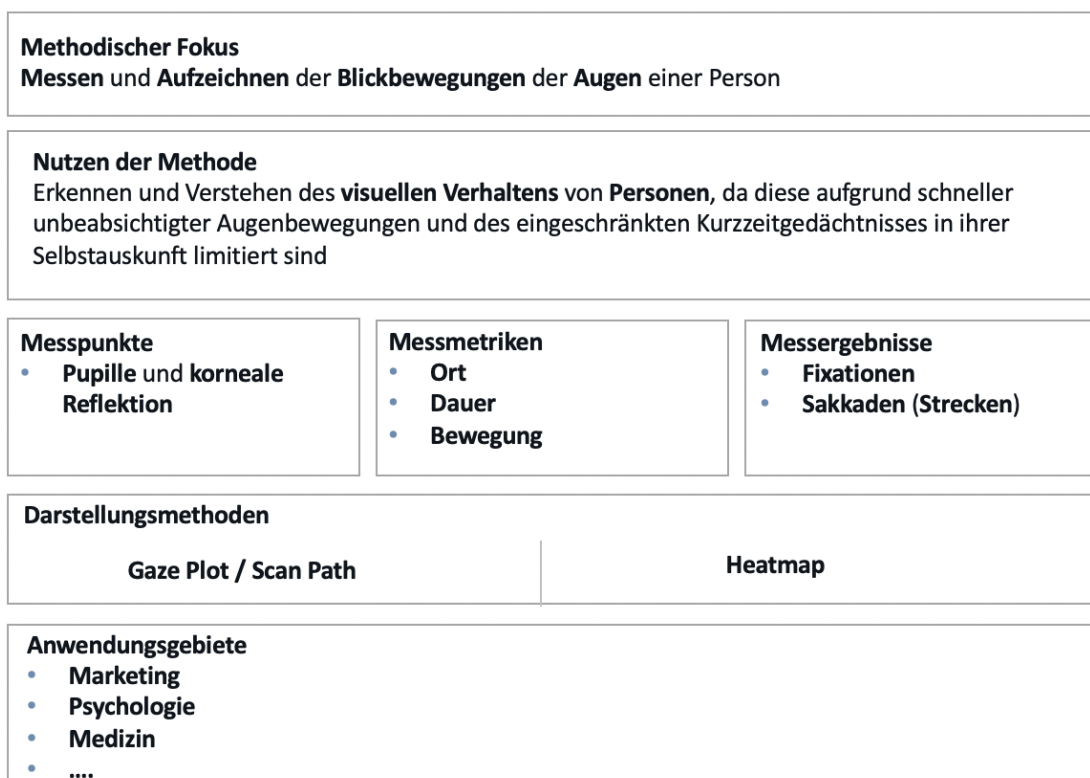 Methodischer Fokus
Messen und Aufzeichnen der Blickbewegungen der Augen einer Person
Nutzen der Methode
Erkennen und Verstehen des visuellen Verhaltens von Personen, da diese aufgrund schneller
unbeabsichtigter Augenbewegungen und des eingeschränkten Kurzzeitgedächtnisses in ihrer
Selbstauskunft limitiert sind
Messpunkte
• Pupille und korneale
Reflektion
Messmetriken
• Ort
• Dauer
• Bewegung
Messergebnisse
• Fixationen
• Sakkaden (Strecken)
Darstellungsmethoden
Gaze Plot / Scan Path
Heatmap
Anwendungsgebiete
• Marketing
• Psychologie
• Medizin
• ....